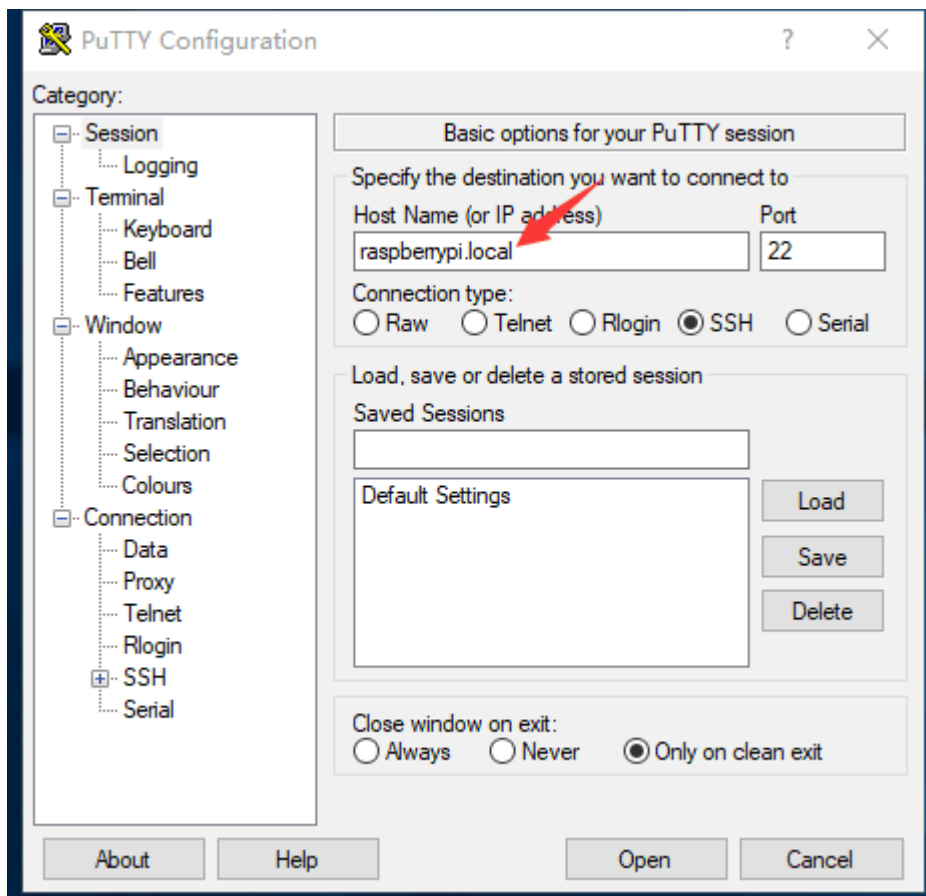 PuTTY Configuration
Category:
Session
Logging
Terminal
Keyboard
Bell
Features
Window
Appearance
Behaviour
Translation
Selection
Colours
Connection
Data
Proxy
Telnet
Rlogin
SSH
Serial
Basic options for your PuTTY session
Specify the destination you want to connect to
Host Name (or IP address) Port
raspberrypi.local 22
Connection type:
Raw Telnet Rlogin SSH Serial
Load, save or delete a stored session
Saved Sessions
Default Settings
Load
Save
Delete
Close window on exit:
Always Never Only on clean exit
About Help Open Cancel